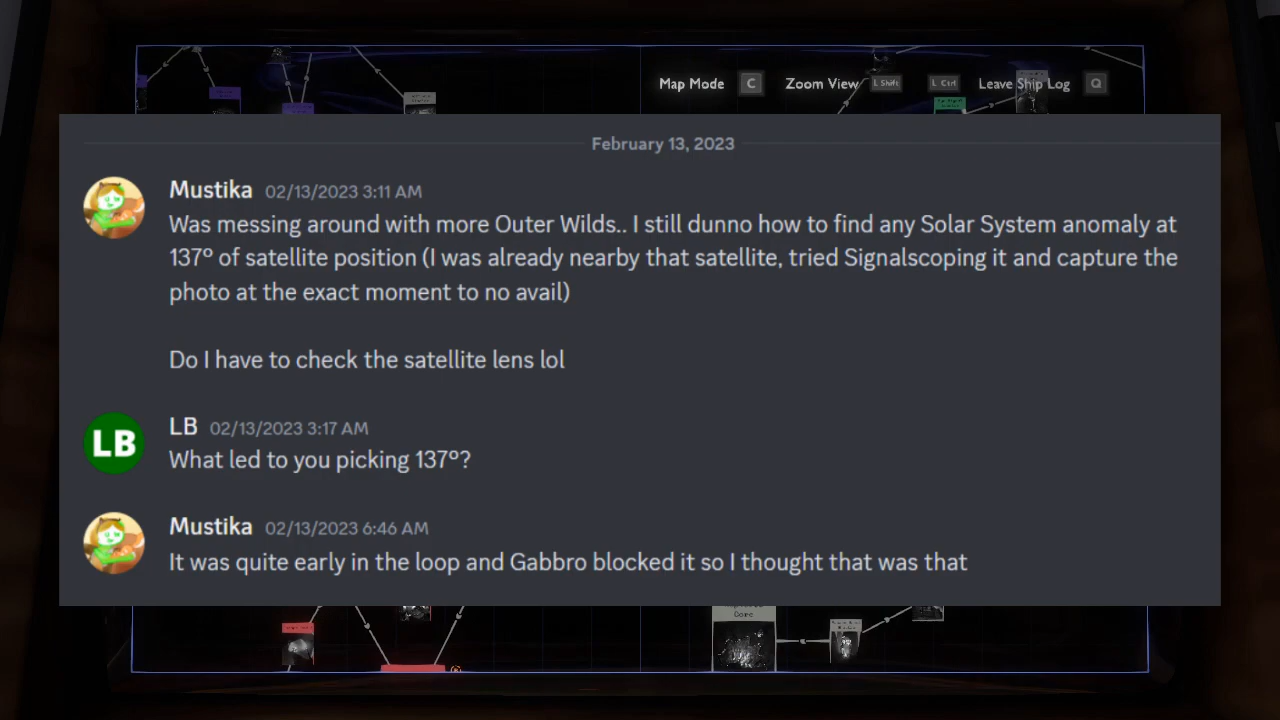 Map Mode C Zoom View L Shift L Ctrl Leave Ship Log Q
February 13, 2023
Mustika 02/13/2023 3:11 AM
Was messing around with more Outer Wilds.. I still dunno how to find any Solar System anomaly at
137º of satellite position (I was already nearby that satellite, tried Signalscoping it and capture the
photo at the exact moment to no avail)
Do I have to check the satellite lens lol
LB
LB 02/13/2023 3:17 AM
What led to you picking 137º?
Mustika 02/13/2023 6:46 AM
It was quite early in the loop and Gabbro blocked it so I thought that was that
Dome